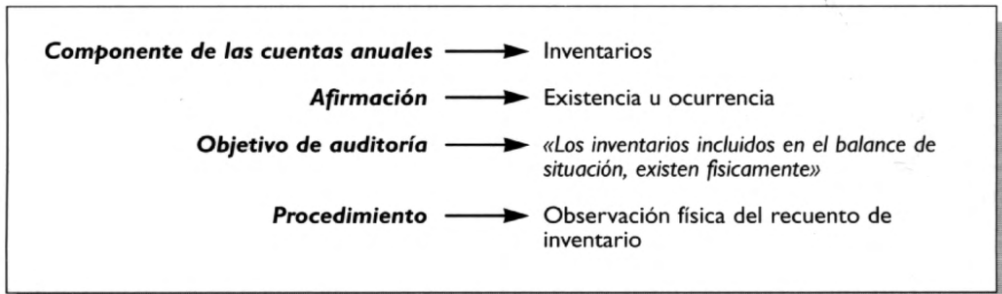 Componente de las cuentas anuales → Inventarios
Afirmación → Existencia u ocurrencia
Objetivo de auditoría → «Los inventarios incluidos en el balance de
situación, existen fisicamente»
Procedimiento → Observación física del recuento de
inventario